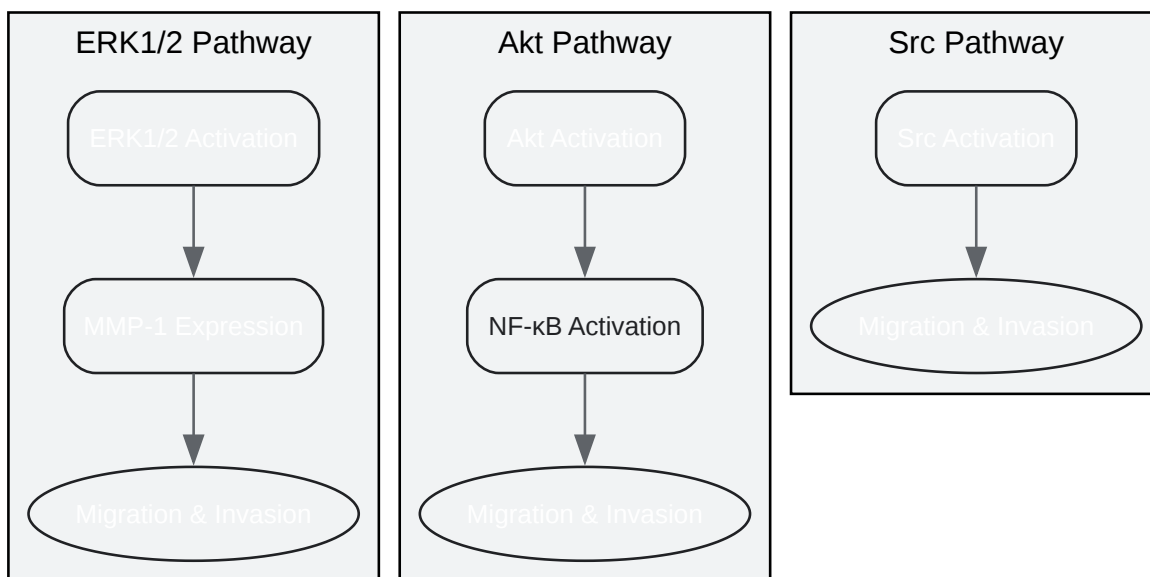 ERK1/2 Pathway
ERK1/2 Activation
MMP-1 Expression
Migration & Invasion
Akt Pathway
Akt Activation
NF-κB Activation
Migration & Invasion
Src Pathway
Src Activation
Migration & Invasion